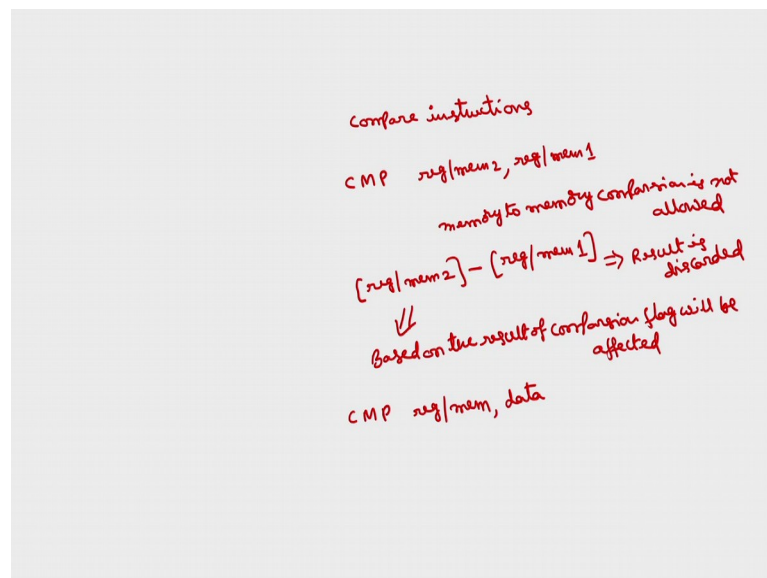 compare instructions
CMP reg/mem2, reg/mem1
memory to memory comparsion is not
allowed
[reg/mem2] - [reg/mem1] ⇒ Result is
discarded
⇓
Based on the result of comparsion flag will be
affected
CMP reg/mem, data